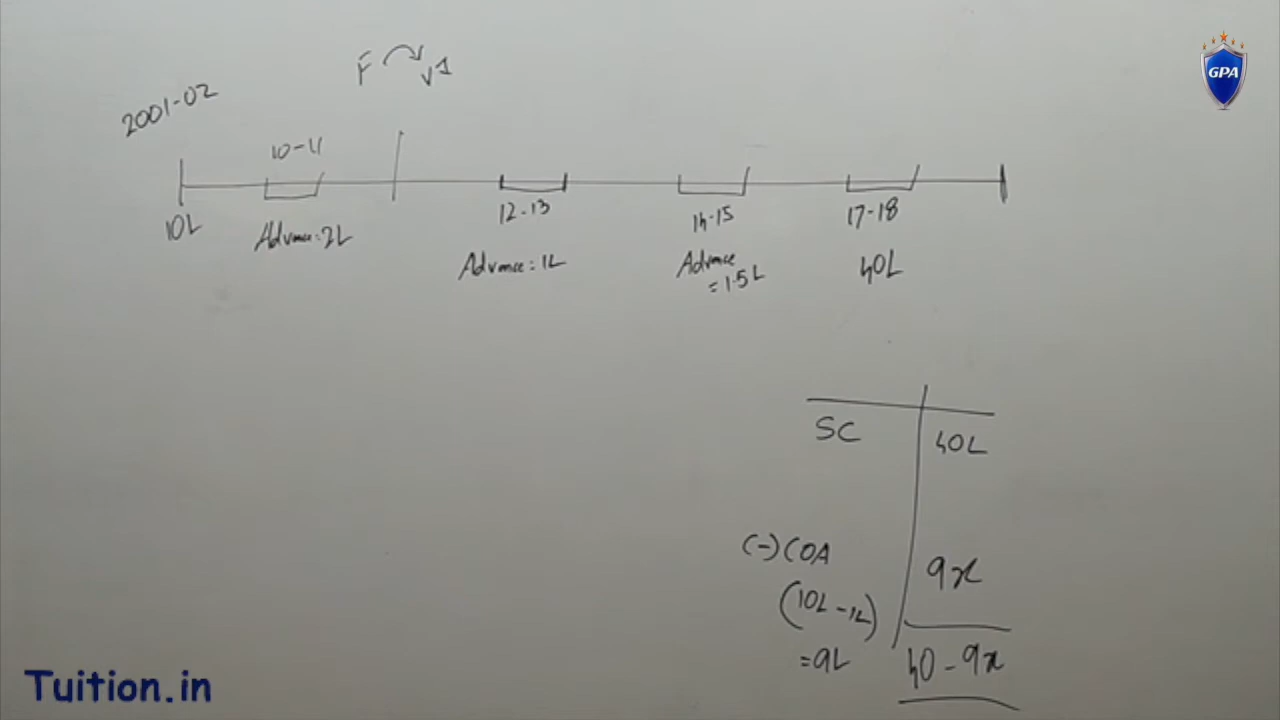 GPA
F V1
2001-02
10-11
10L
Advance: 2L
12-13
Advance: 1L
14-15
Advance
= 1.5L
17-18
40L
SC 40L
(-) COA 9x
(10L - 1L)
= 9L 40 - 9x
Tuition.in